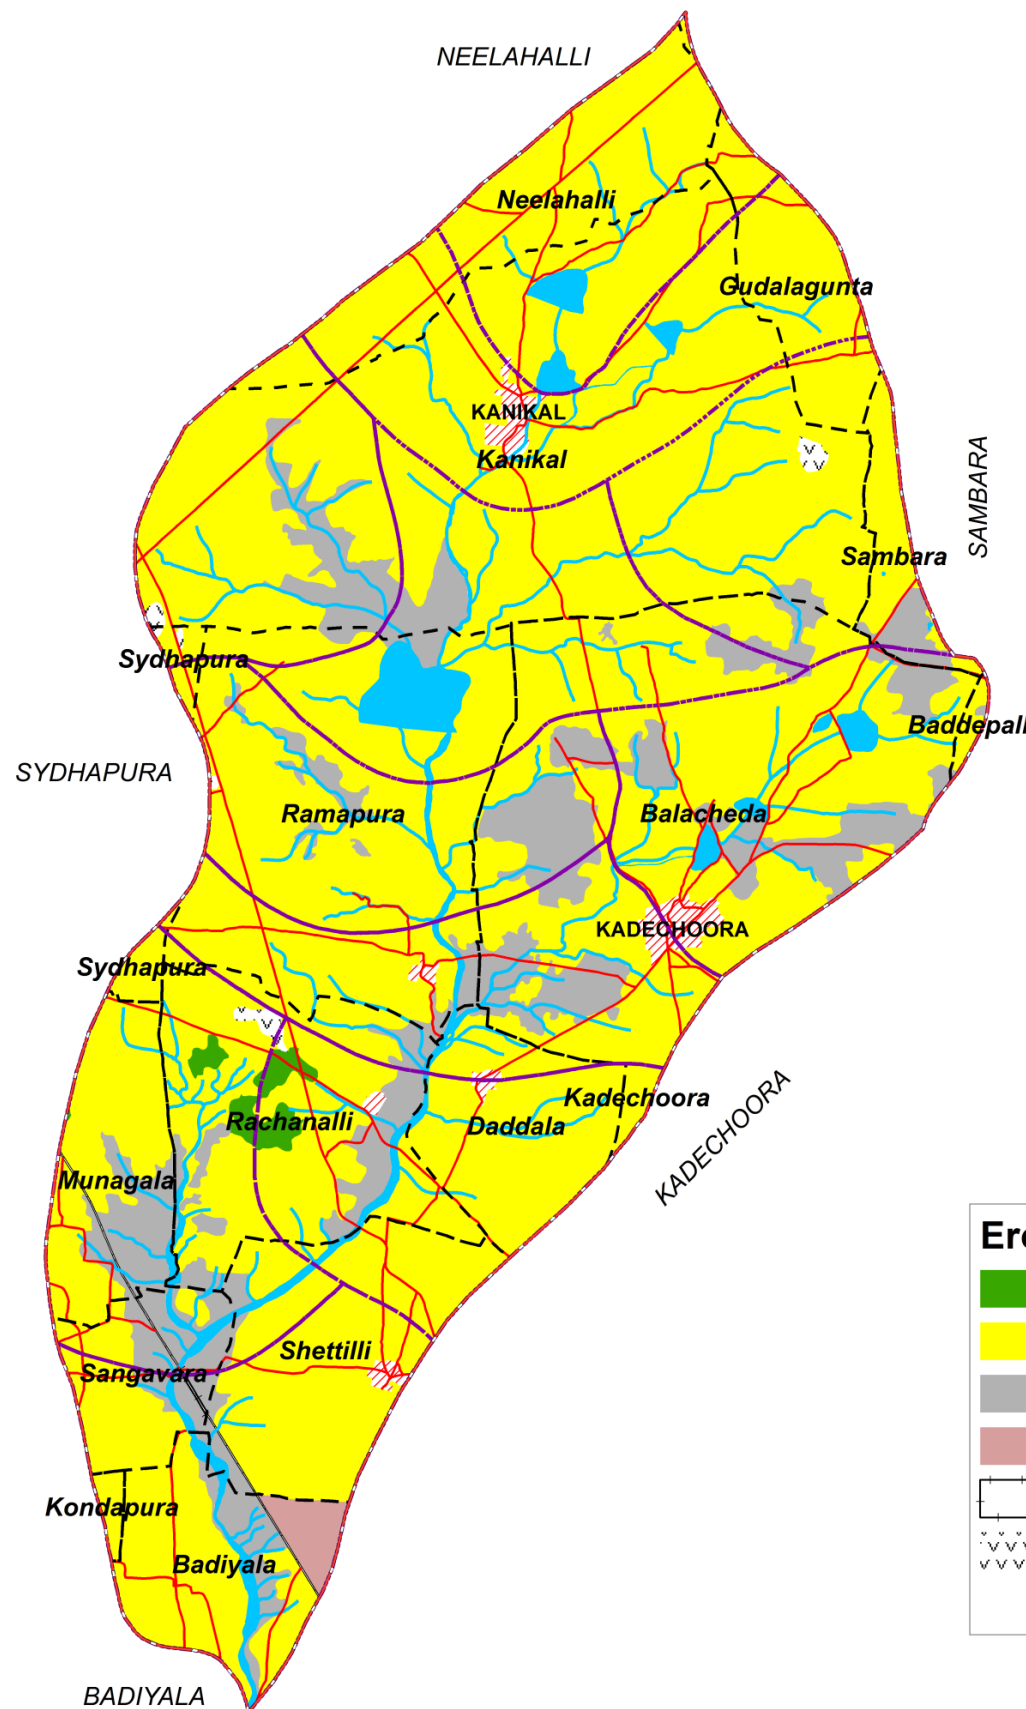 NEELAHALLI
Neelahalli
Gudalagunta
KANIKAL
Kanikal
SAMBARA
Sambara
Sydhapura
Baddepall
SYDHAPURA
Ramapura
Balacheda
KADECHOORA
Sydhapura
Kadechoora
Rachanalli
Daddala
KADECHOORA
Munagala
Ero
Shettilli
Sangavara
Kondapura
Badiyala
BADIYALA